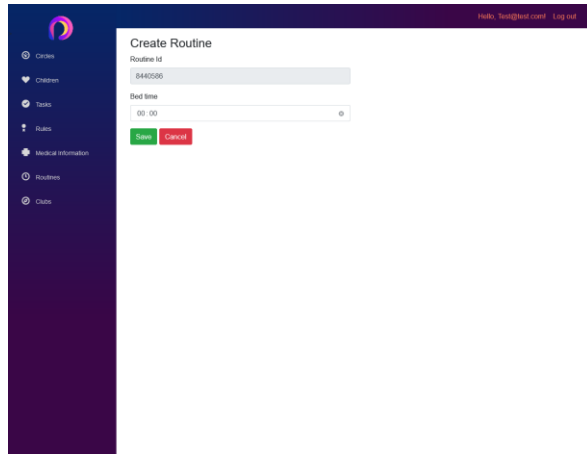 Hello, Test@test.com! Log out
Circles
Children
Tasks
Rules
Medical Information
Routines
Clubs
Create Routine
Routine Id
8440586
Bed time
00:00
Save Cancel